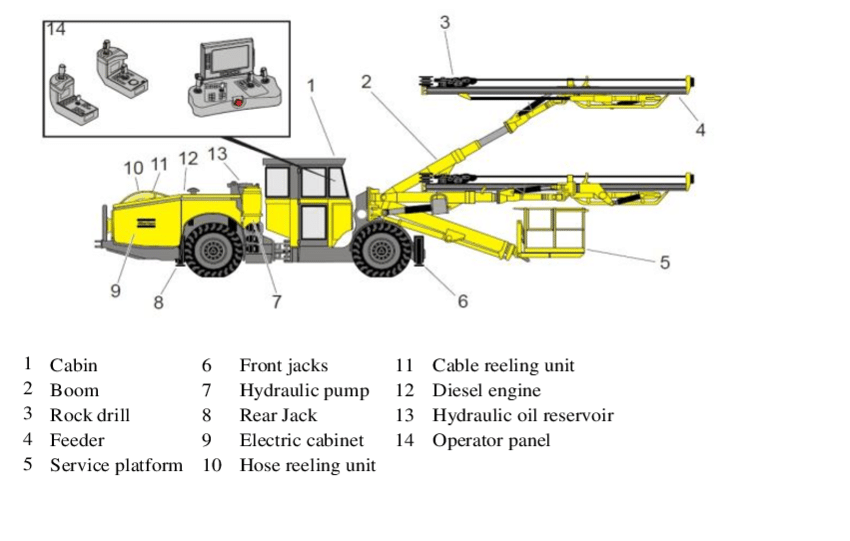 14
3
1
2
4
10 11 12 13
5
9
8
7
6
1 Cabin 6 Front jacks 11 Cable reeling unit
2 Boom 7 Hydraulic pump 12 Diesel engine
3 Rock drill 8 Rear Jack 13 Hydraulic oil reservoir
4 Feeder 9 Electric cabinet 14 Operator panel
5 Service platform 10 Hose reeling unit